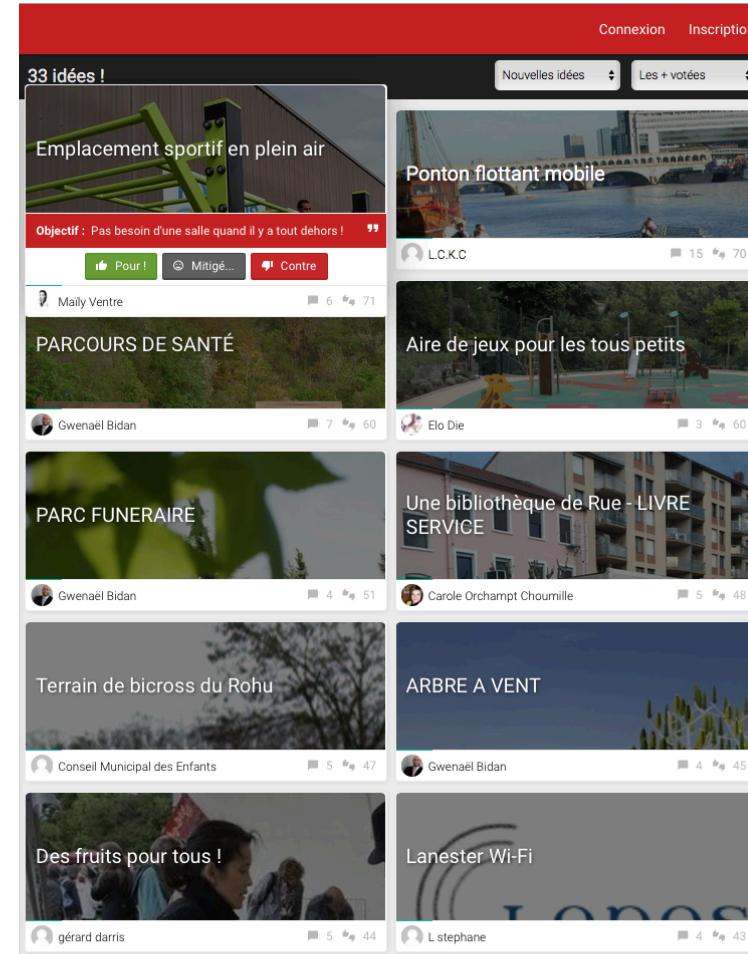 Connexion Inscriptio
33 idées !
Nouvelles idées
Les + votées
Emplacement sportif en plein air
Objectif : Pas besoin d'une salle quand il y a tout dehors !
Pour !
Mitigé...
Contre
Maïly Ventre 6 71
Ponton flottant mobile
L.C.K.C 15 70
PARCOURS DE SANTÉ
Gwenaël Bidan 7 60
Aire de jeux pour les tous petits
Elo Die 3 60
PARC FUNERAIRE
Gwenaël Bidan 4 51
Une bibliothèque de Rue - LIVRE
SERVICE
Carole Orchampt Choumille 5 48
Terrain de bicross du Rohu
Conseil Municipal des Enfants 5 47
ARBRE A VENT
Gwenaël Bidan 4 45
Des fruits pour tous !
gérard darris 5 44
Lanester Wi-Fi
L stephane 4 43